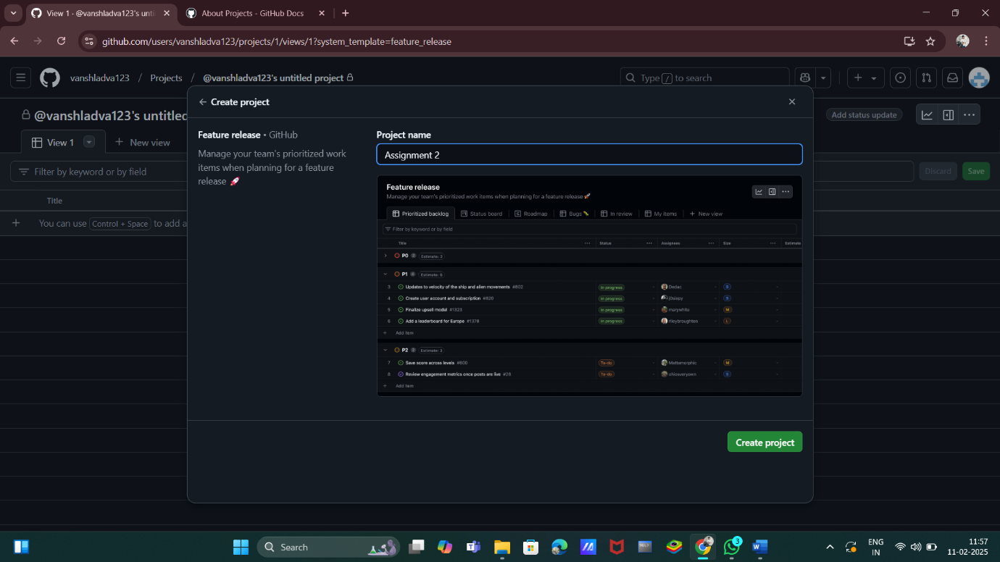 View 1 · @vanshladva123's unti
About Projects - GitHub Docs
github.com/users/vanshladva123/projects/1/views/1?system_template=feature_release
vanshladva123 / Projects / @vanshladva123's untitled project
Type / to search
@vanshladva123's untitled
Add status update
View 1
New view
Filter by keyword or by field
Discard
Save
Title
You can use Control + Space to add a
Create project
Feature release • GitHub
Manage your team's prioritized work
items when planning for a feature
release 🚀
Project name
Assignment 2
Feature release
Manage your team's prioritized work items when planning for a feature release 🚀
Prioritized backlog Status board Roadmap Bugs In review My items + New view
Filter by keyword or by field
Title Status Assignees Size Estimate
P0 2 Estimate: 2
P1 4 Estimate: 6
3 Updates to velocity of the ship and alien movements #802 In progress Dedac S
4 Create user account and subscription #820 In progress j0siepy S
5 Finalize upsell model #1323 In progress marywhite M
6 Add a leaderboard for Europe #1378 In progress rileybroughten L
+ Add item
P2 2 Estimate: 3
7 Save score across levels #800 To-do Mettamorphic M
8 Review engagement metrics once posts are live #26 To-do ohiosveryown S
+ Add item
Create project
Search
3
ENG
IN
11:57
11-02-2025